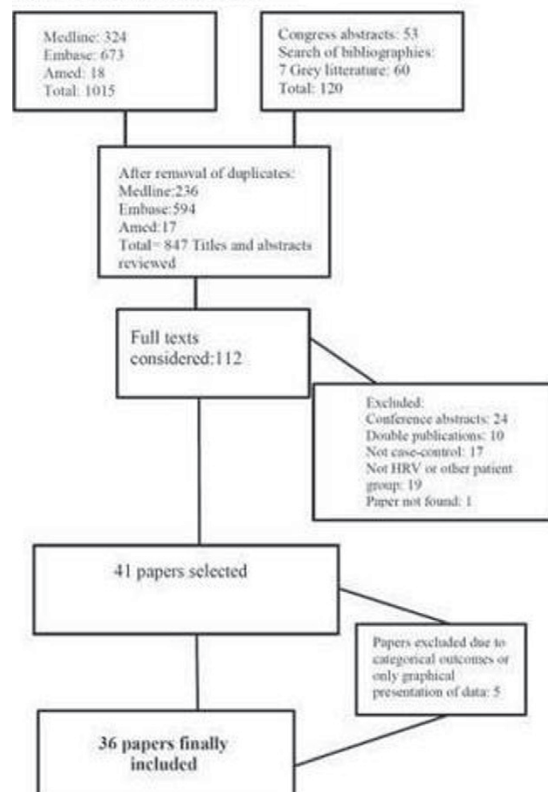 Medline: 324
Embase: 673
Amed: 18
Total: 1015
Congress abstracts: 53
Search of bibliographies:
7 Grey litterature: 60
Total: 120
After removal of duplicates:
Medline:236
Embase:594
Amed:17
Total= 847 Titles and abstracts
reviewed
Full texts
considered:112
Excluded:
Conference abstracts: 24
Double publications: 10
Not case-control: 17
Not HRV or other patient
group: 19
Paper not found: 1
41 papers selected
Papers excluded due to
categorical outcomes or
only graphical
presentation of data: 5
36 papers finally
included